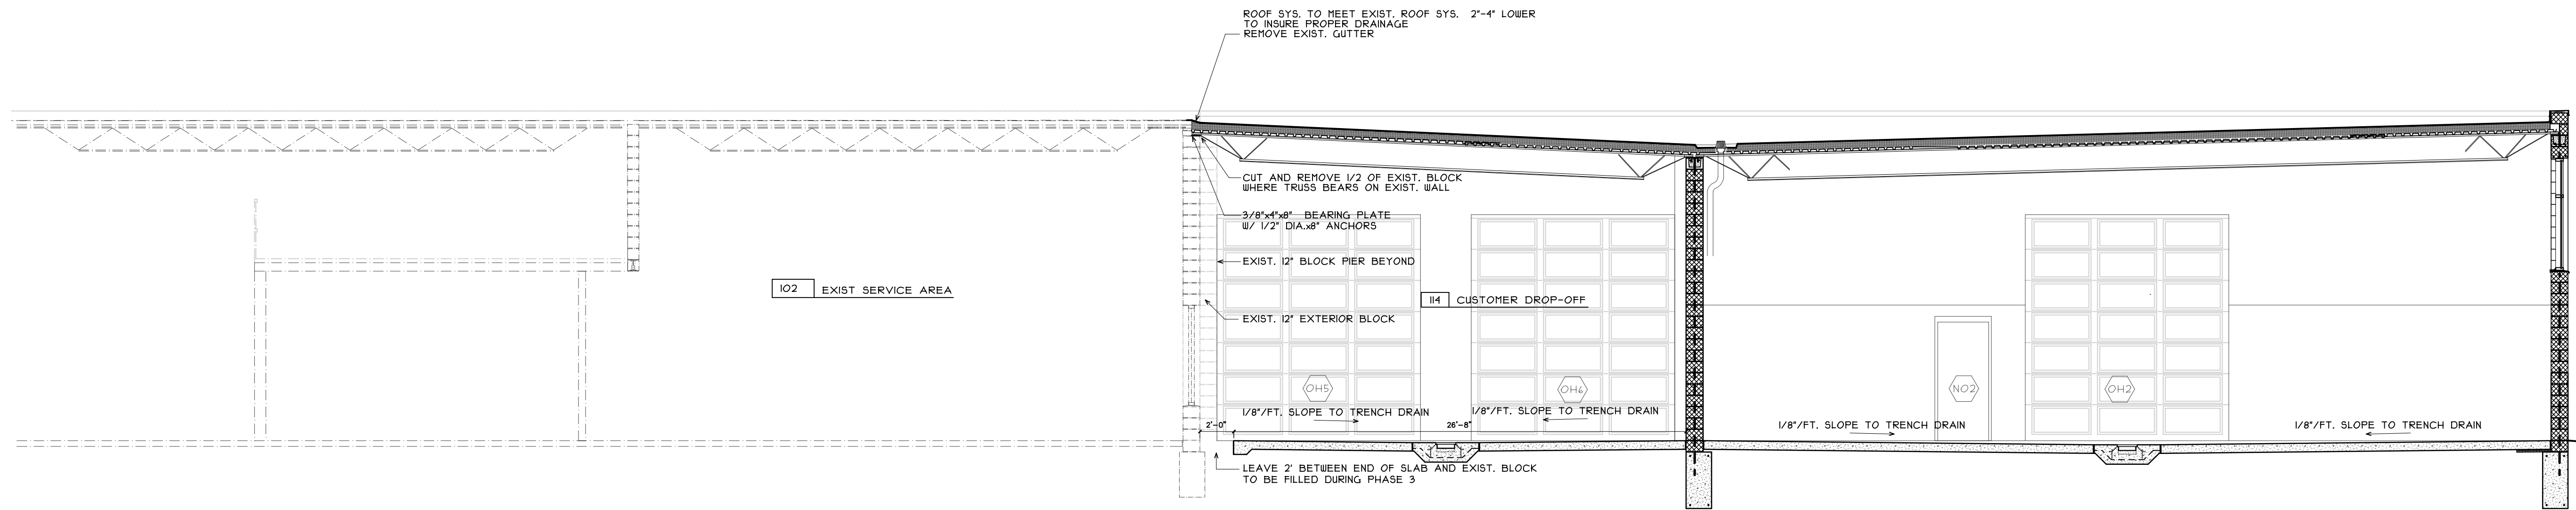 ROOF SYS. TO MEET EXIST. ROOF SYS. 2"-4" LOWER
TO INSURE PROPER DRAINAGE
REMOVE EXIST. GUTTER
CUT AND REMOVE 1/2 OF EXIST. BLOCK
WHERE TRUSS BEARS ON EXIST. WALL
3/8"x4"x8" BEARING PLATE
W/ 1/2" DIA.x8" ANCHORS
EXIST. 12" BLOCK PIER BEYOND
102 EXIST SERVICE AREA
114 CUSTOMER DROP-OFF
EXIST. 12" EXTERIOR BLOCK
OH5
OH6
NO2
OH2
1/8"/FT. SLOPE TO TRENCH DRAIN
1/8"/FT. SLOPE TO TRENCH DRAIN
2'-0"
26'-8"
1/8"/FT. SLOPE TO TRENCH DRAIN
1/8"/FT. SLOPE TO TRENCH DRAIN
LEAVE 2' BETWEEN END OF SLAB AND EXIST. BLOCK
TO BE FILLED DURING PHASE 3